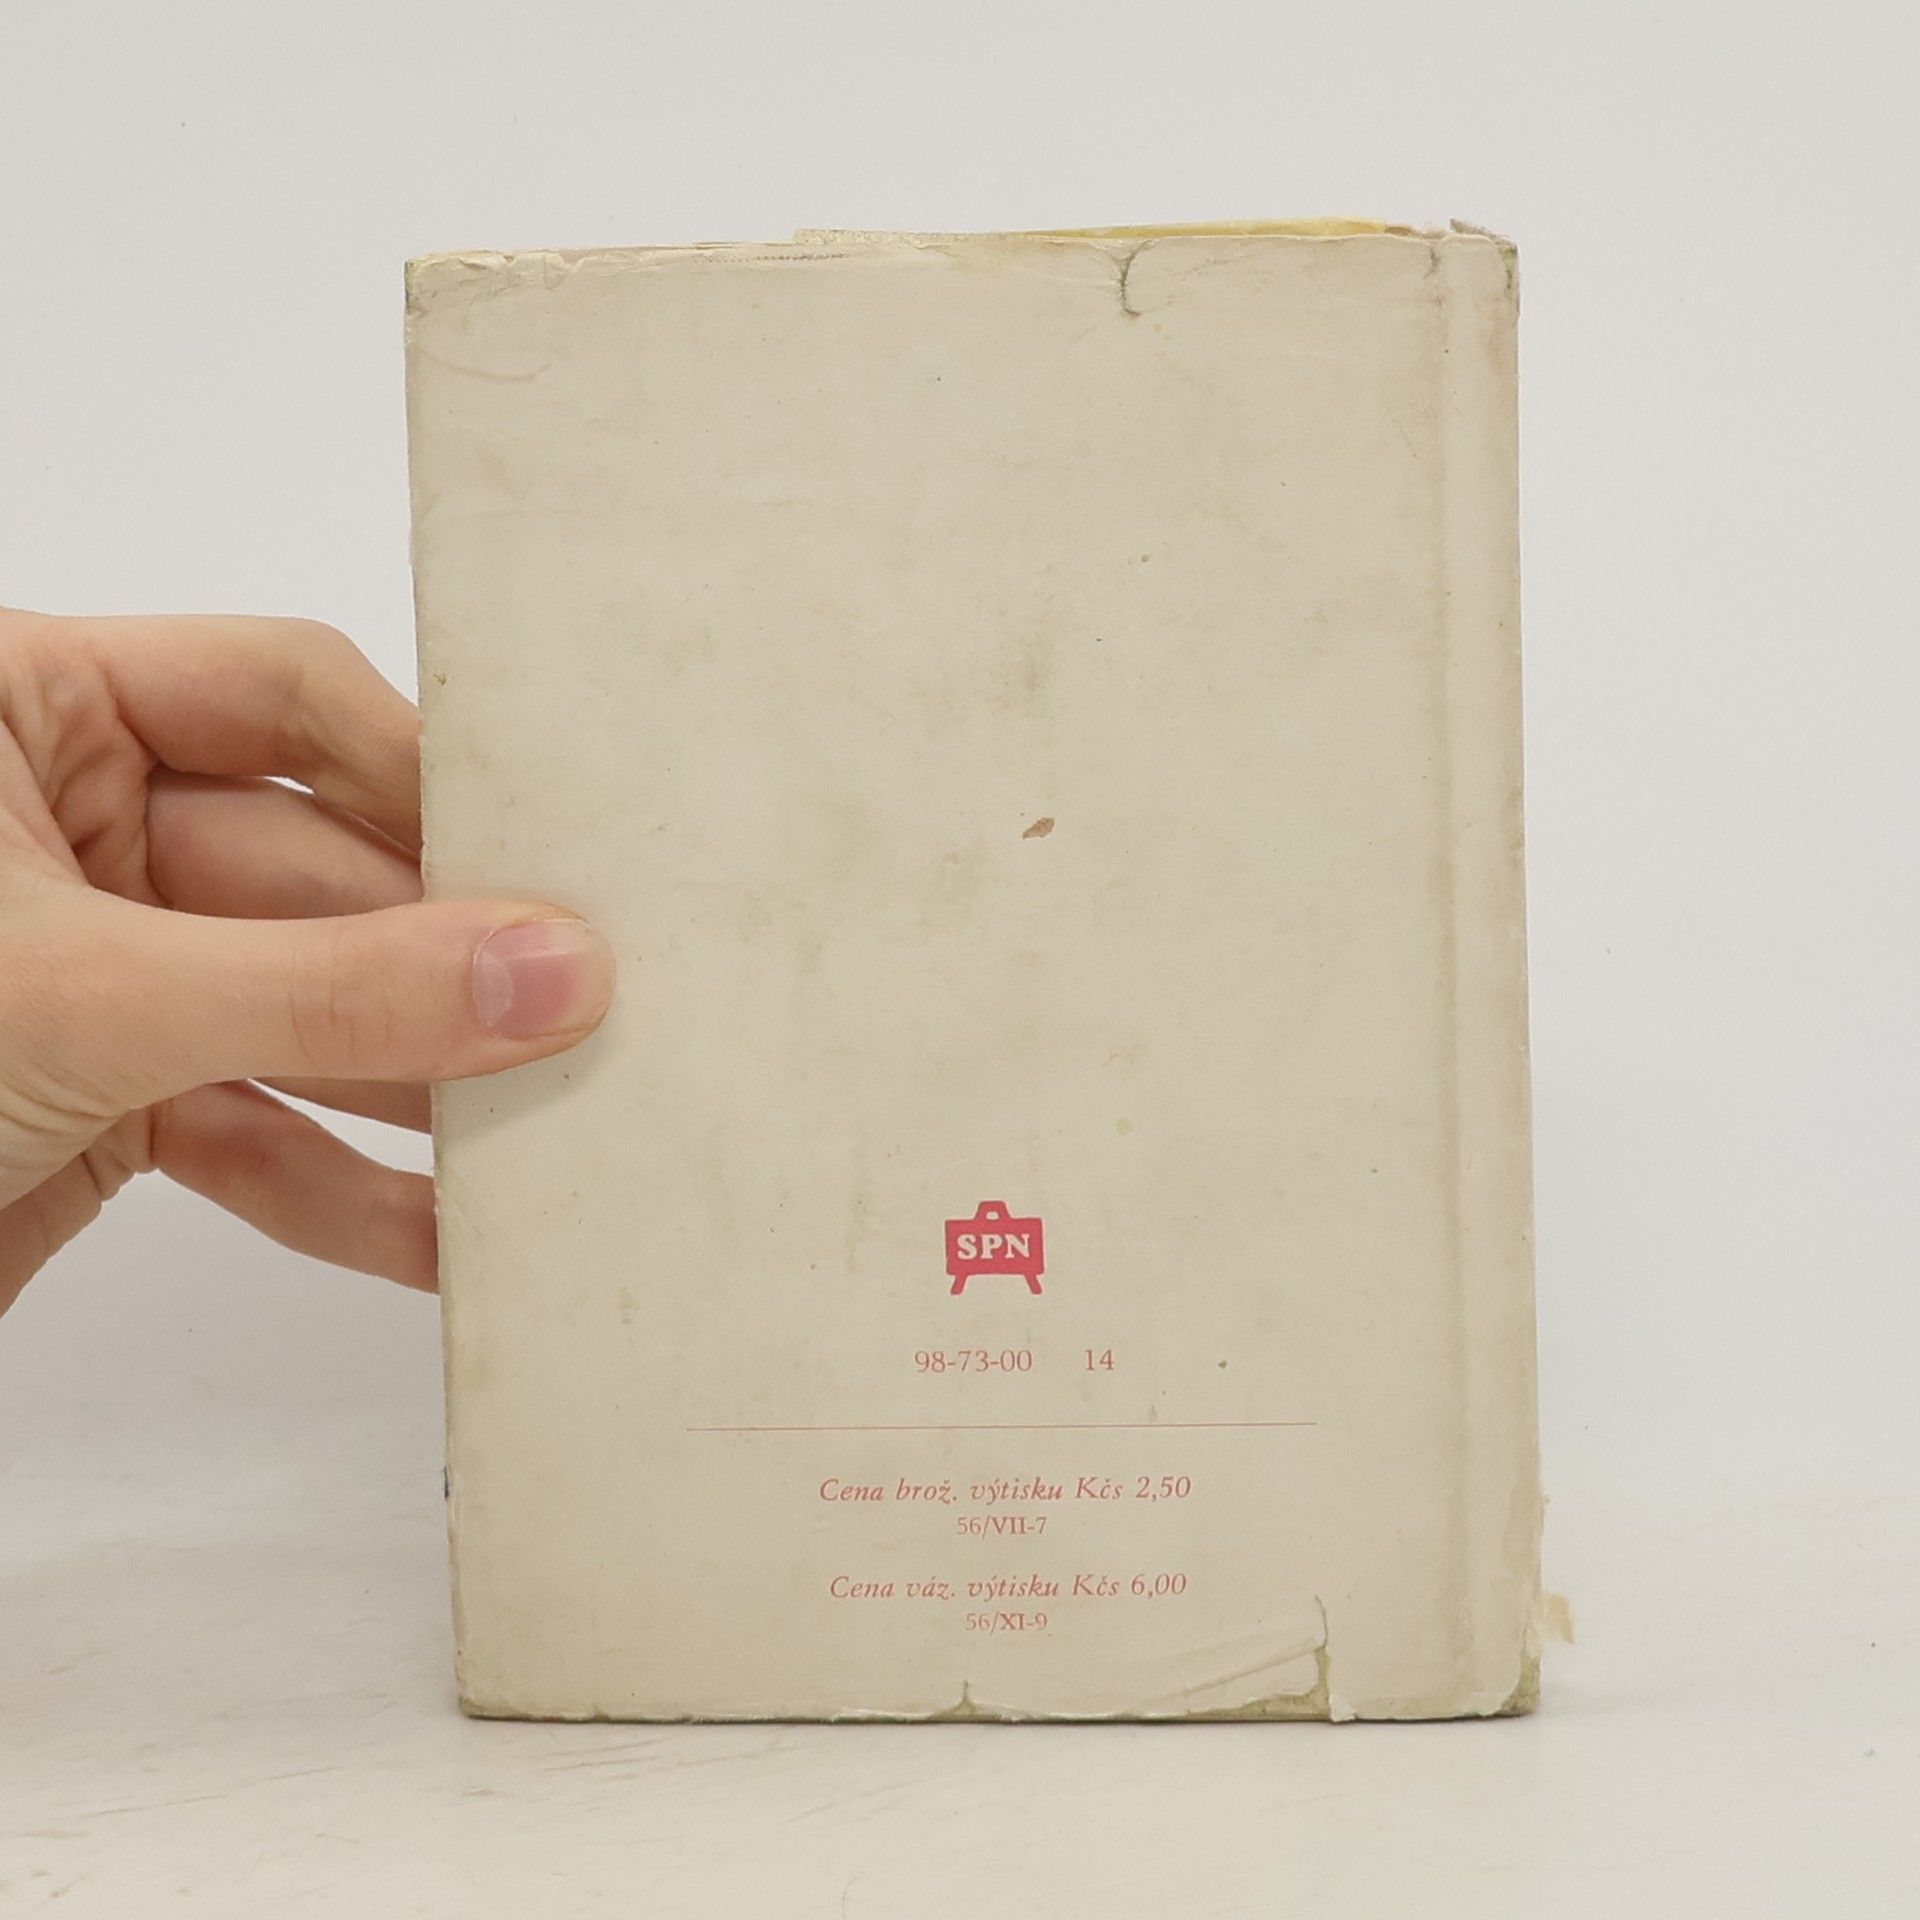 SPN
98-73-00 14
Cena brož. výtisku Kčs 2,50
56/VII-7
Cena váz. výtisku Kčs 6,00
56/XI-9